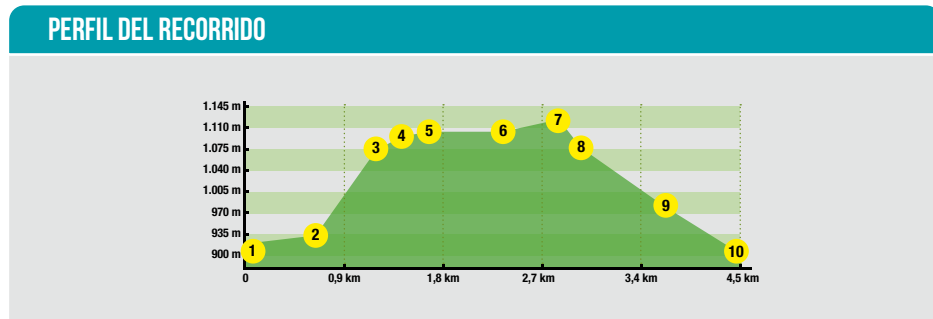 PERFIL DEL RECORRIDO
1.145 m
1.110 m
1.075 m
1.040 m
1.005 m
970 m
935 m
900 m
1
2
3
4
5
6
7
8
9
10
0
0,9 km
1,8 km
2,7 km
3,4 km
4,5 km